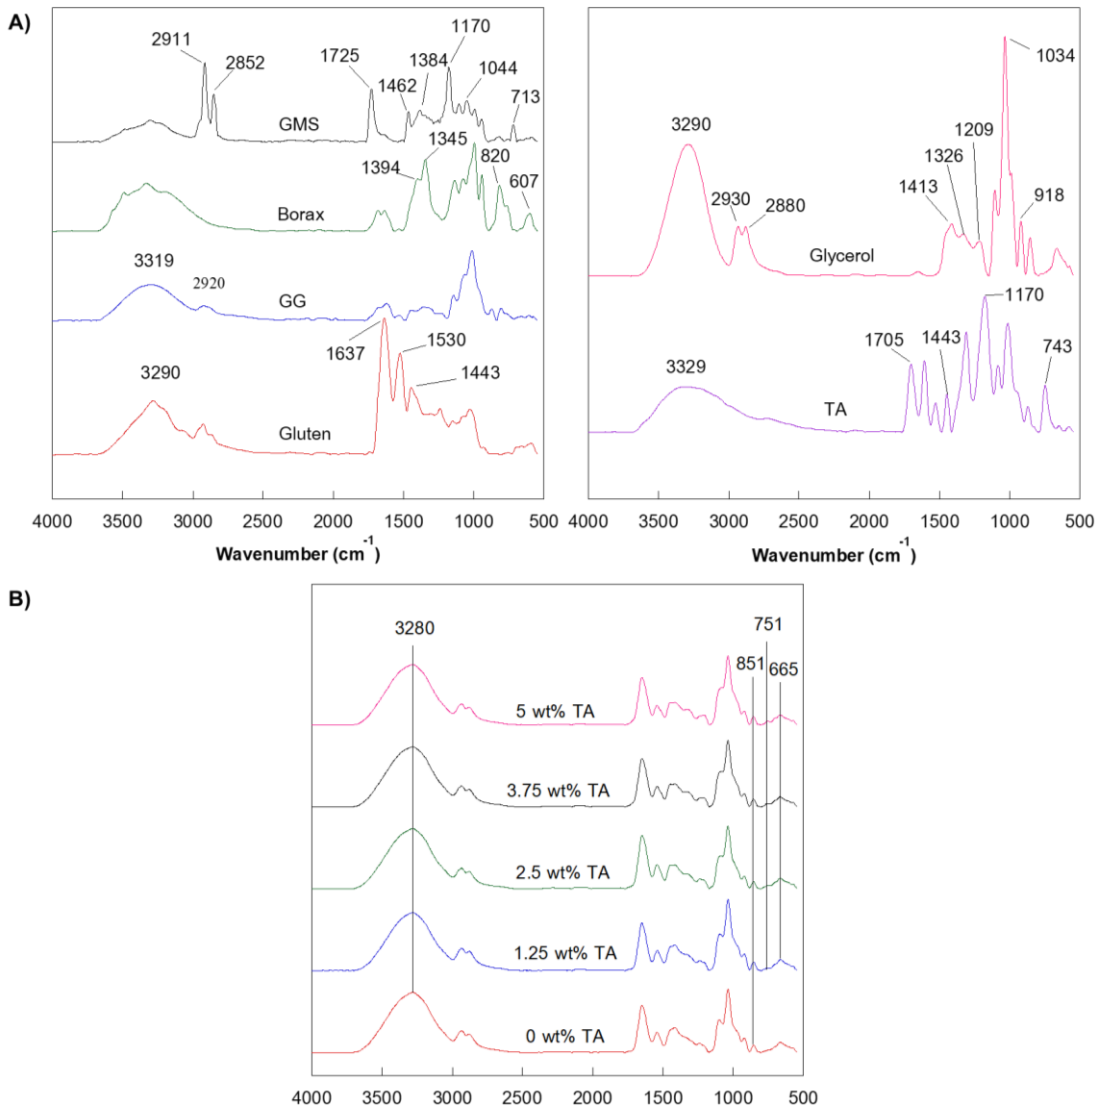 A)
2911
2852
1725
1462
1384
1170
1044
713
GMS
1394
1345
820
607
Borax
3319
2920
GG
1637
1530
1443
3290
Gluten
4000 3500 3000 2500 2000 1500 1000 500
Wavenumber (cm-1)
1034
3290
2930
2880
1413
1326
1209
918
Glycerol
3329
1705
1443
1170
743
TA
4000 3500 3000 2500 2000 1500 1000 500
Wavenumber (cm-1)
B)
3280
751
851
665
5 wt% TA
3.75 wt% TA
2.5 wt% TA
1.25 wt% TA
0 wt% TA
4000 3500 3000 2500 2000 1500 1000 500